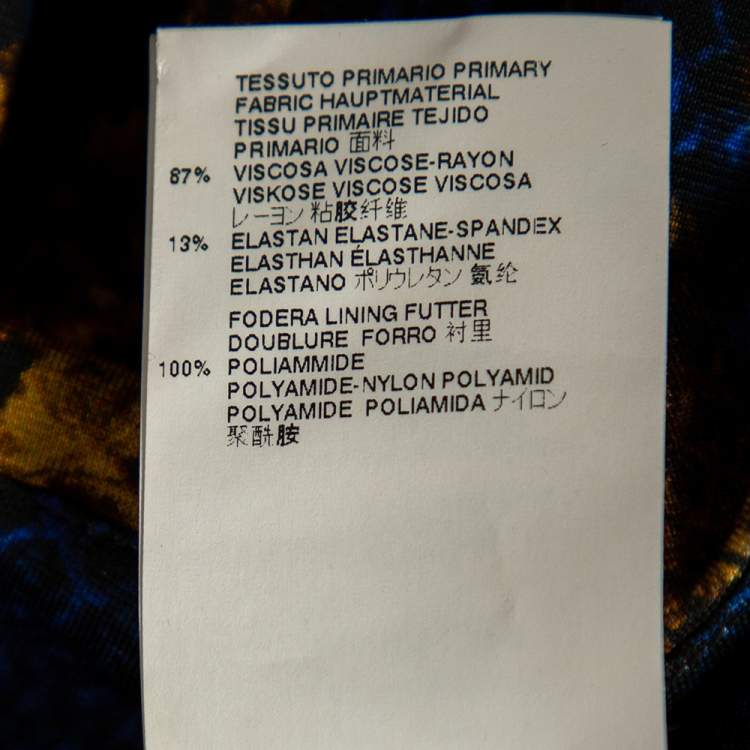 TESSUTO PRIMARIO PRIMARY
FABRIC HAUPTMATERIAL
TISSU PRIMAIRE TEJIDO
PRIMARIO 面料
87% VISCOSA VISCOSE-RAYON
VISKOSE VISCOSE VISCOSA
レーヨン 粘胶纤维
13% ELASTAN ELASTANE-SPANDEX
ELASTHAN ÉLASTHANNE
ELASTANO ポリウレタン 氨纶
FODERA LINING FUTTER
DOUBLURE FORRO 衬里
100% POLIAMMIDE
POLYAMIDE-NYLON POLYAMID
POLYAMIDE POLIAMIDA ナイロン
聚酰胺